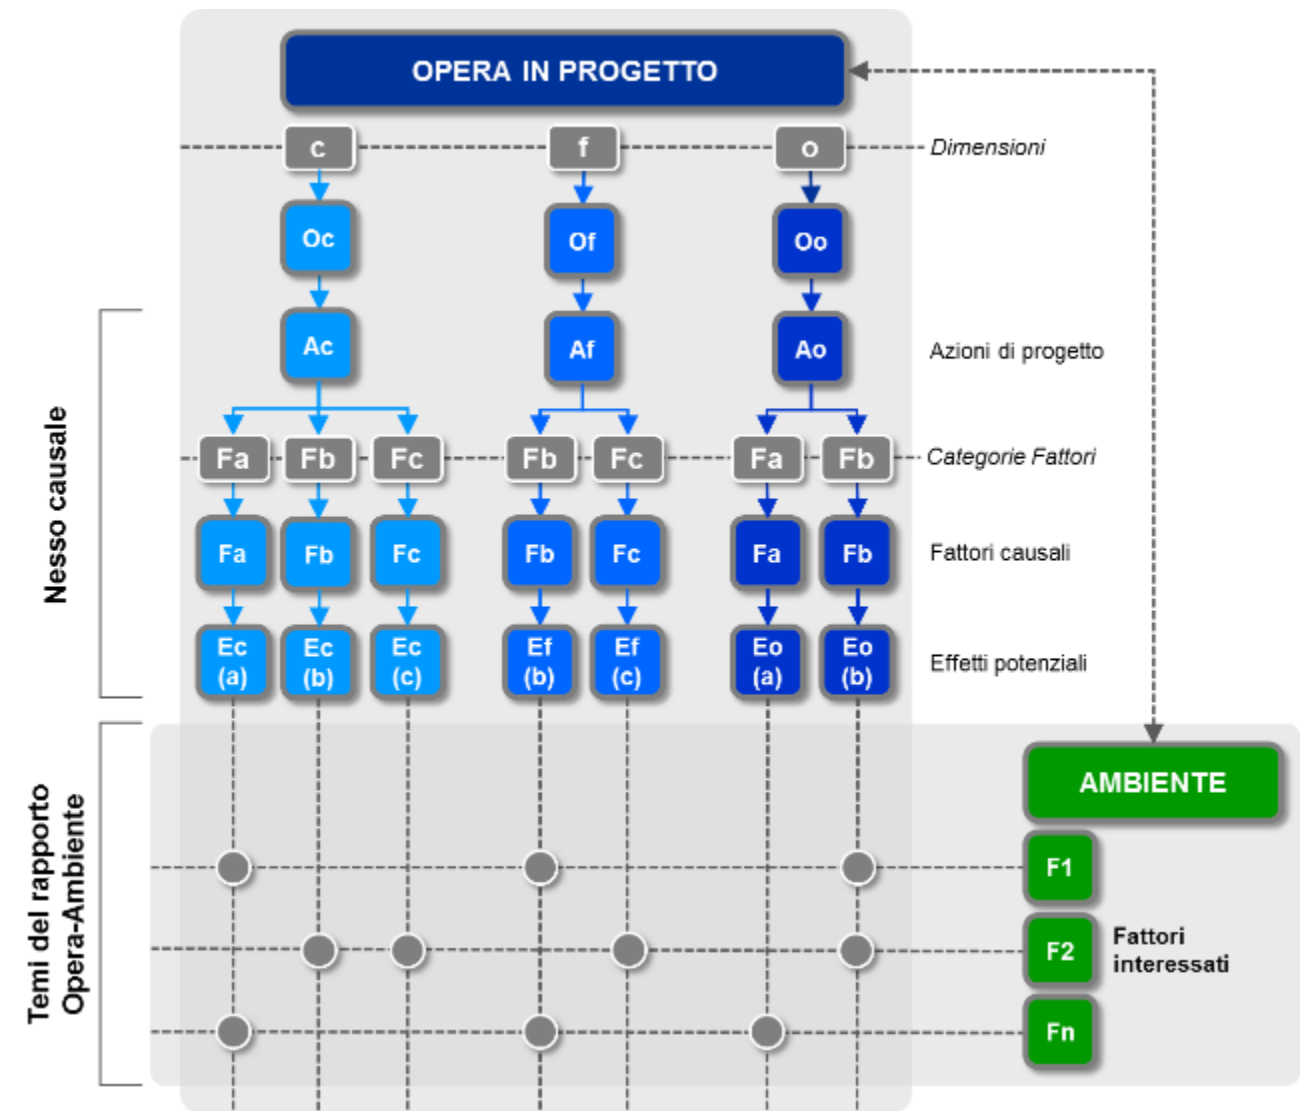 OPERA IN PROGETTO
c f o Dimensioni
Oc Of Oo
Ac Af Ao Azioni di progetto
Fa Fb Fc Fb Fc Fa Fb Categorie Fattori
Fa Fb Fc Fb Fc Fa Fb Fattori causali
Ec Ec Ec Ef Ef Eo Eo
(a) (b) (c) (b) (c) (a) (b)
Effetti potenziali
Nesso causale
AMBIENTE
F1
F2
Fattori
interessati
Fn
Temi del rapporto
Opera-Ambiente